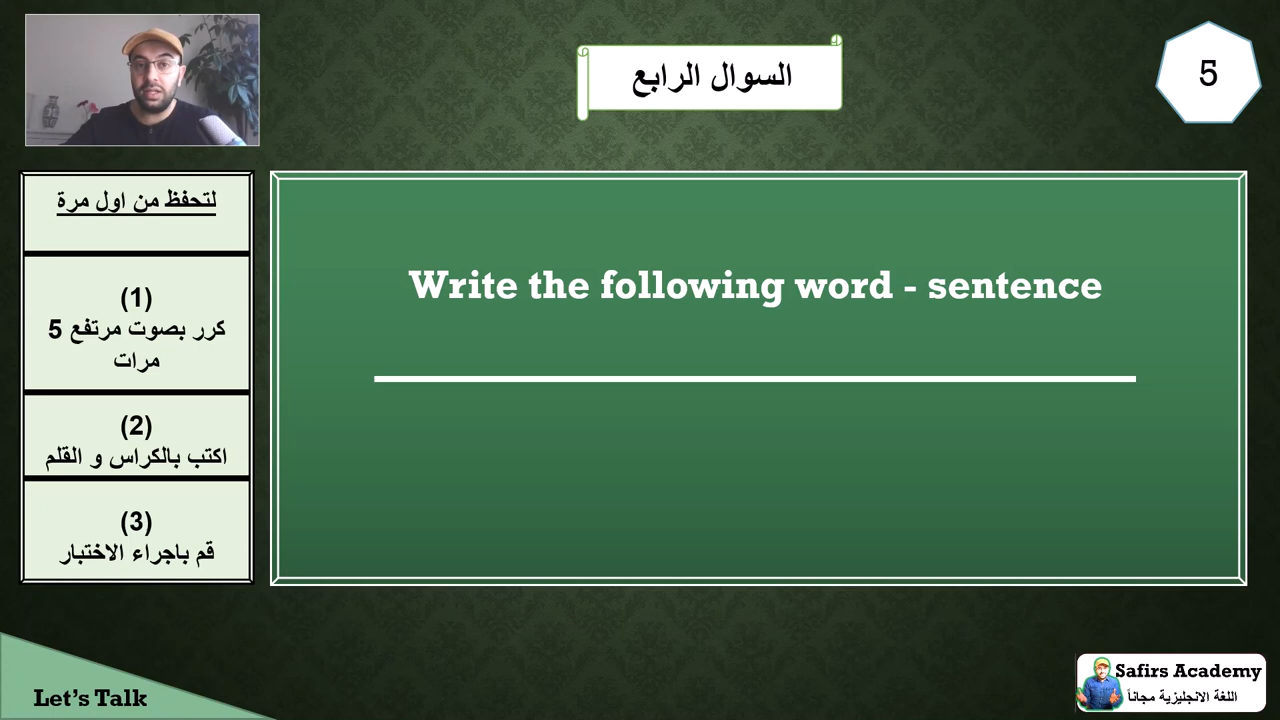 السوال الرابع
5
لتحفظ من اول مرة
(1)
كرر بصوت مرتفع 5
مرات
(2)
اكتب بالكراس و القلم
(3)
قم باجراء الاختبار
Write the following word - sentence
Let's Talk
Safirs Academy
اللغة الانجليزية مجاناً